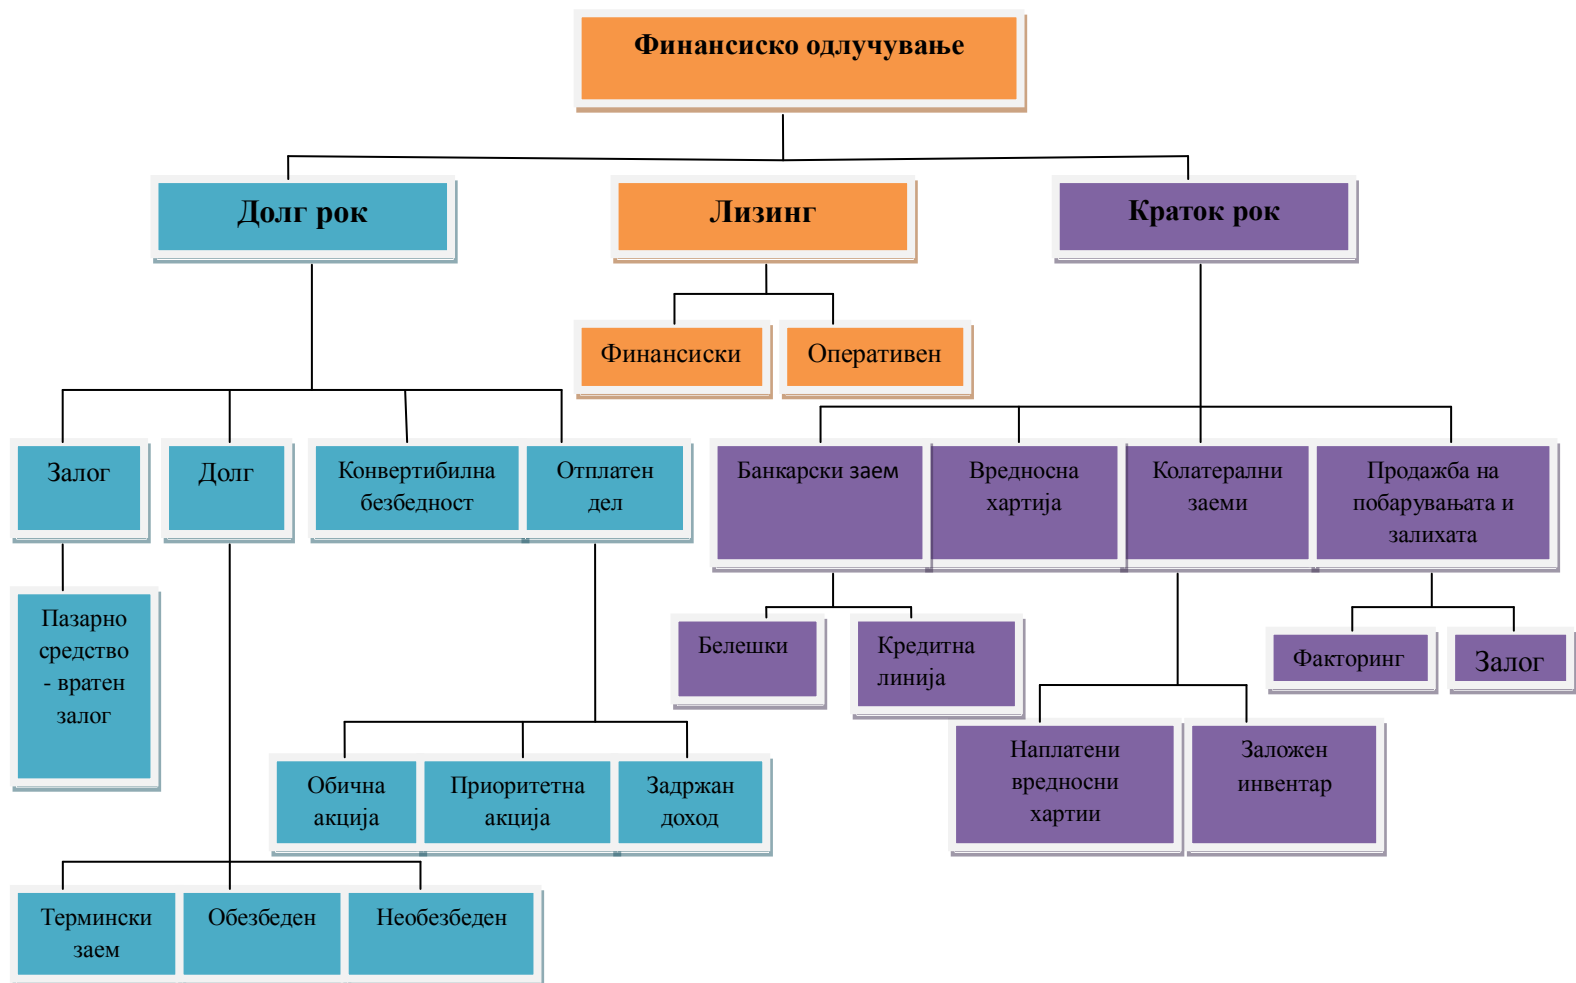 Финансиско одлучување
Долг рок
Лизинг
Краток рок
Финансиски
Оперативен
Залог
Долг
Конвертибилна
безбедност
Отплатен
дел
Банкарски заем
Вредносна
хартија
Колатерални
заеми
Продажба на
побарувањата и
залихата
Пазарно
средство
- вратен
залог
Белешки
Кредитна
линија
Факторинг
Залог
Обична
акција
Приоритетна
акција
Задржан
доход
Наплатени
вредносни
хартии
Заложен
инвентар
Термински
заем
Обезбеден
Необезбеден